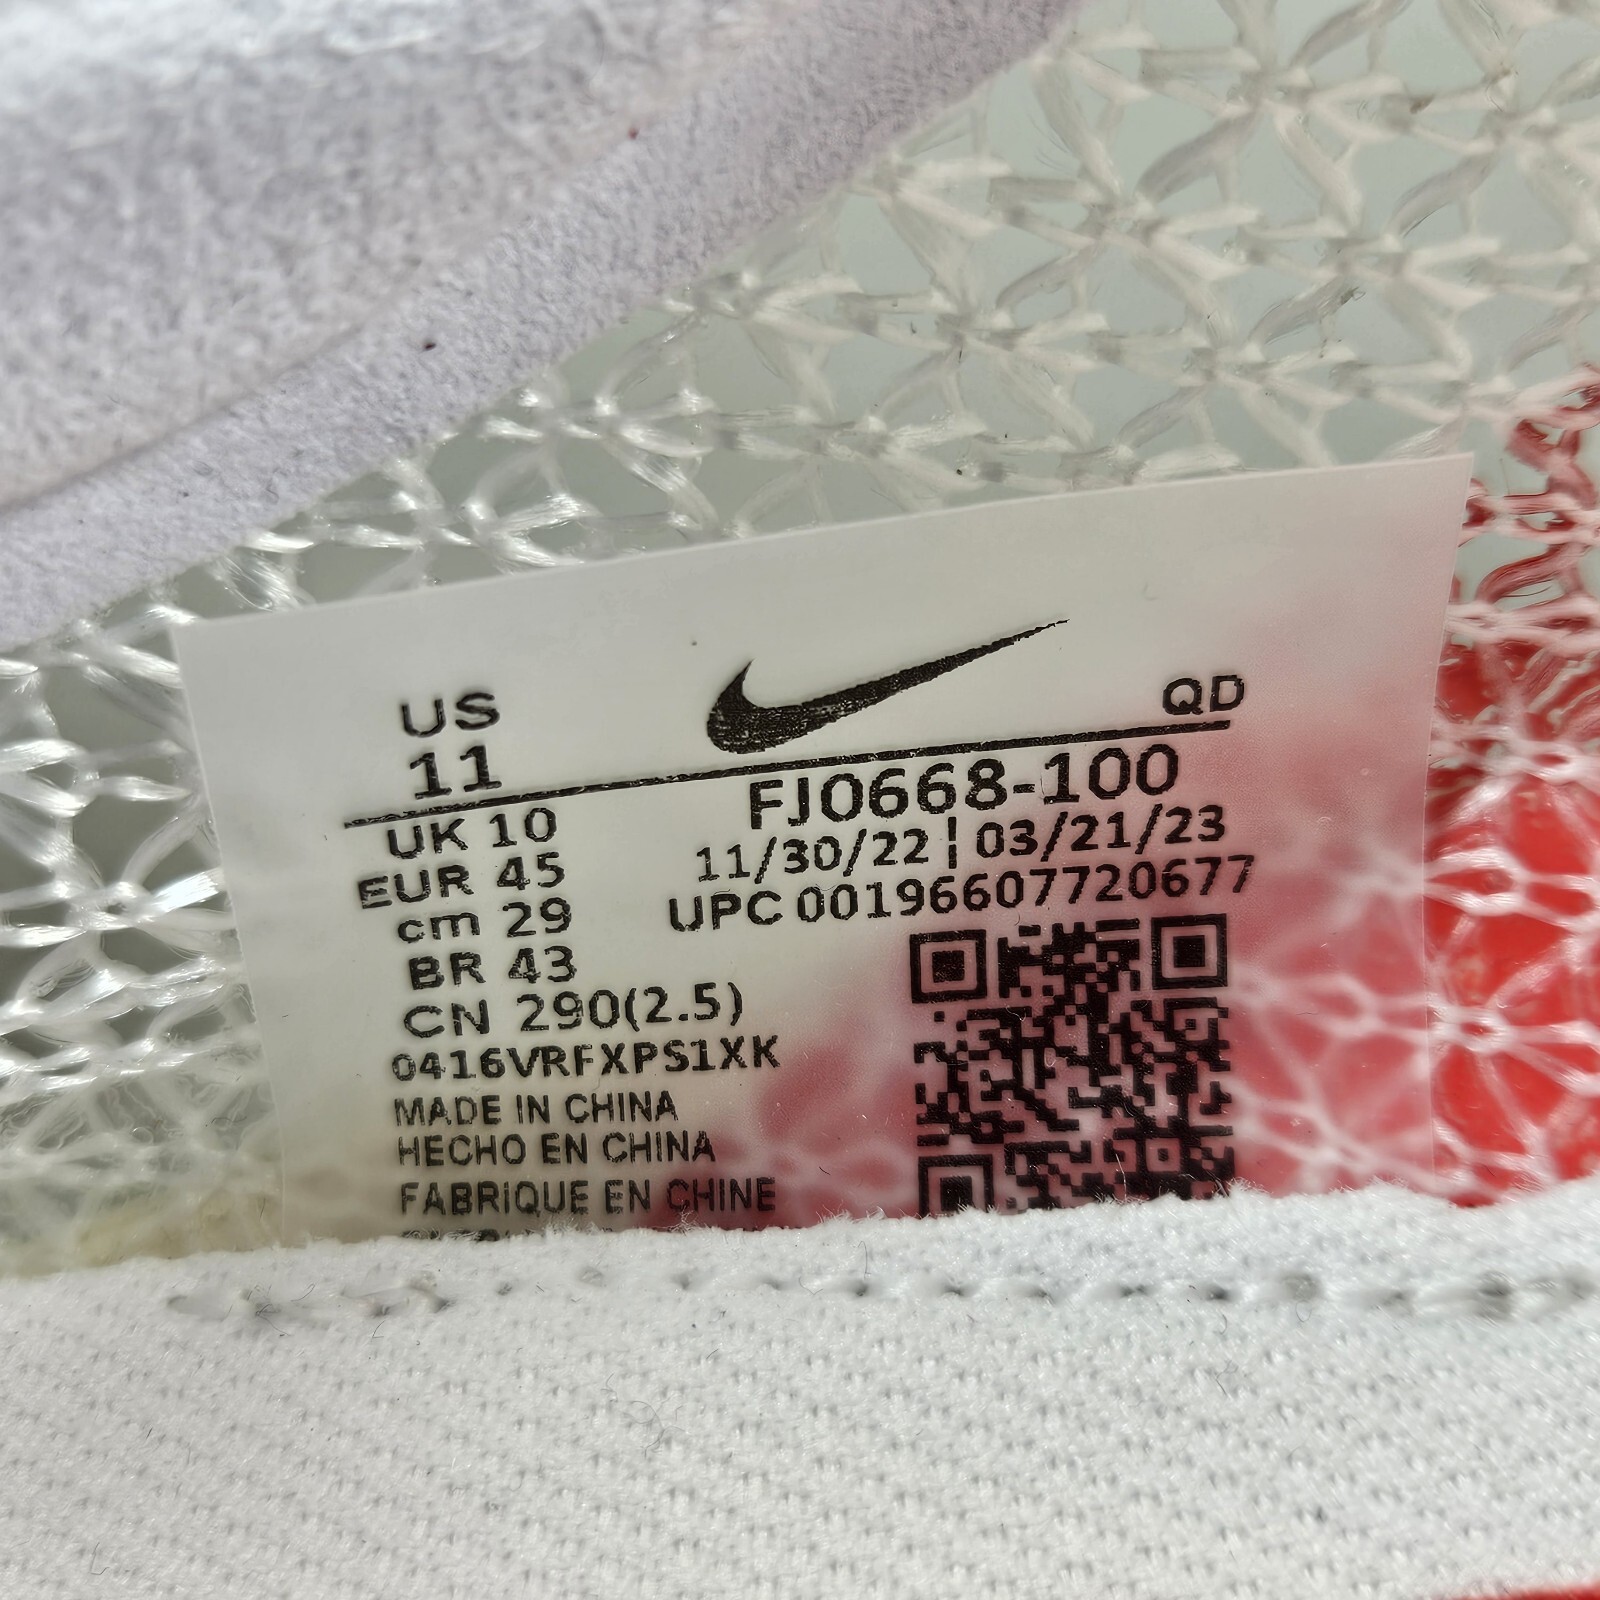 US
11
QD
UK 10
EUR 45
cm 29
BR 43
CN 290(2.5)
FJ0668-100
11/30/22 ¦ 03/21/23
UPC 00196607720677
0416VRFXPS1XK
MADE IN CHINA
HECHO EN CHINA
FABRIQUE EN CHINE